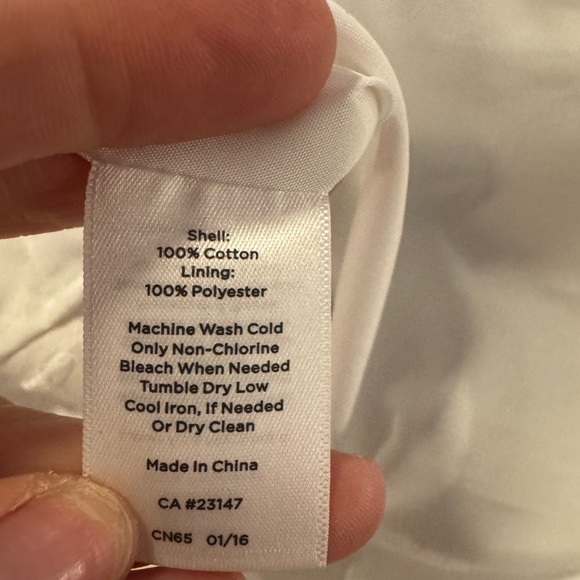 Shell:
100% Cotton
Lining:
100% Polyester
Machine Wash Cold
Only Non-Chlorine
Bleach When Needed
Tumble Dry Low
Cool Iron, If Needed
Or Dry Clean
Made In China
CA #23147
CN65 01/16